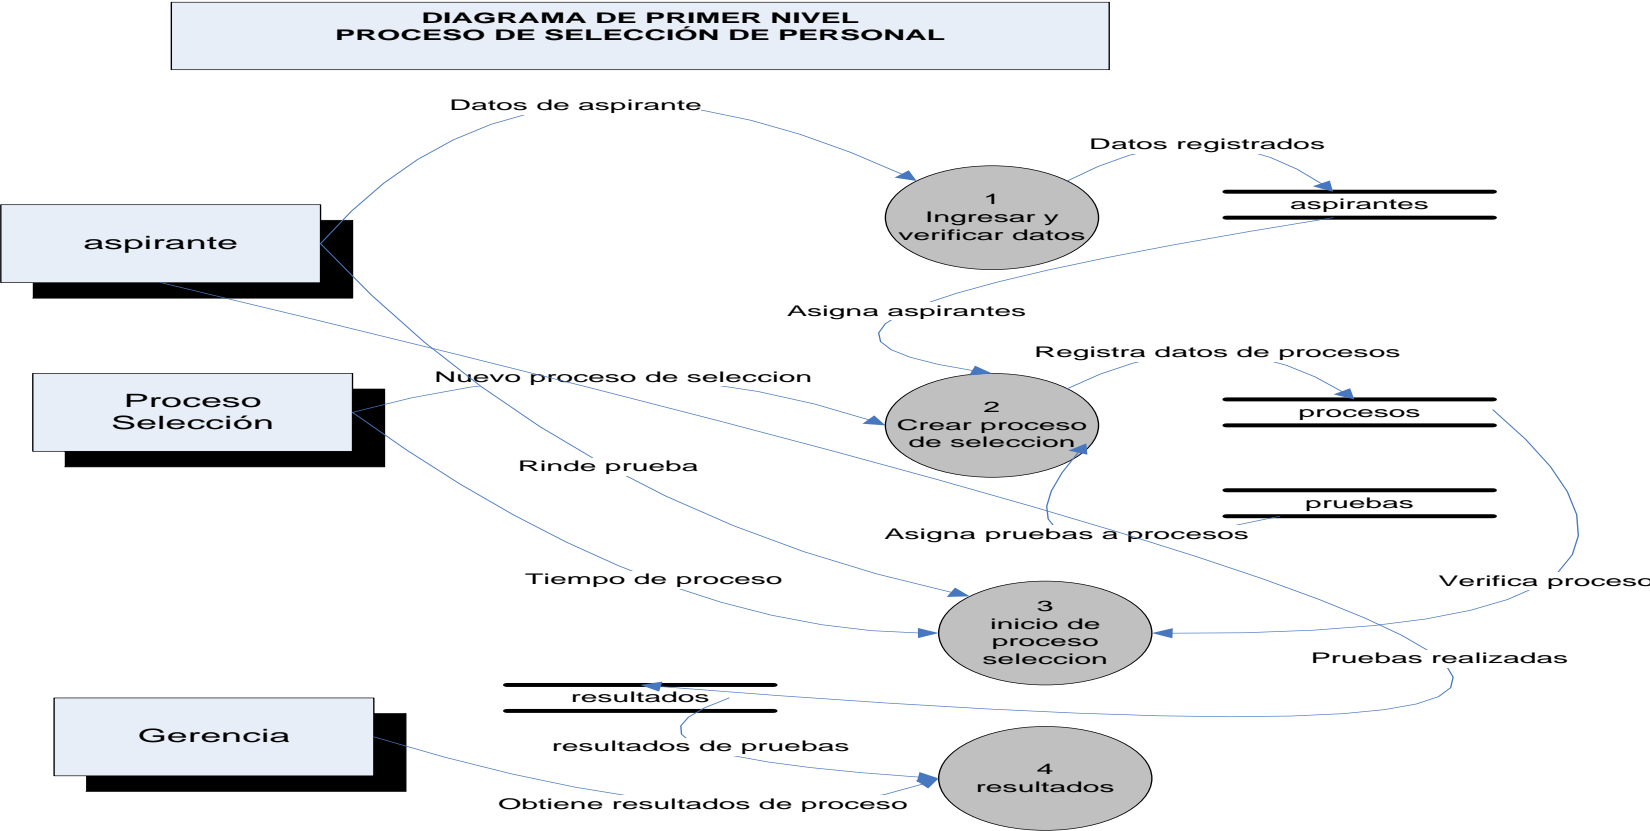 DIAGRAMA DE PRIMER NIVEL
PROCESO DE SELECCIÓN DE PERSONAL
Datos de aspirante
Datos registrados
1
Ingresar y
verificar datos
aspirantes
aspirante
Asigna aspirantes
Registra datos de procesos
Nuevo proceso de seleccion
Proceso
Selección
2
Crear proceso
de seleccion
procesos
Rinde prueba
pruebas
Asigna pruebas a procesos
Tiempo de proceso
Verifica proceso
3
inicio de
proceso
seleccion
Pruebas realizadas
resultados
Gerencia
resultados de pruebas
4
resultados
Obtiene resultados de proceso